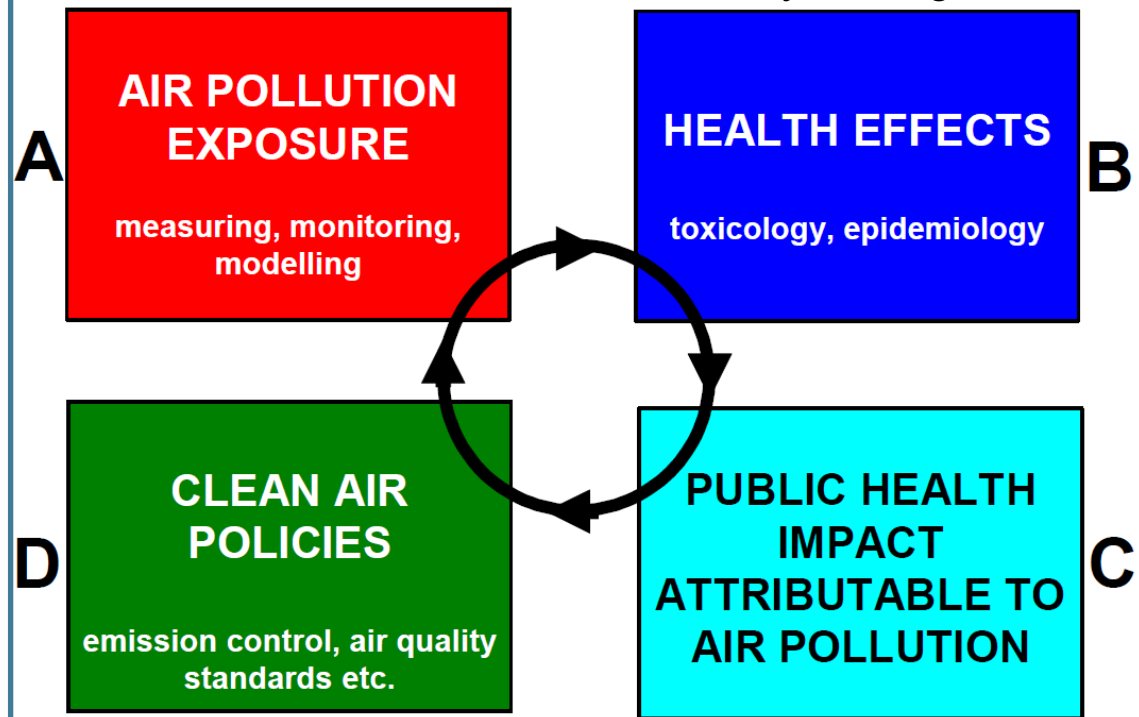 A
AIR POLLUTION
EXPOSURE
measuring, monitoring,
modelling
HEALTH EFFECTS
toxicology, epidemiology
B
D
CLEAN AIR
POLICIES
emission control, air quality
standards etc.
PUBLIC HEALTH
IMPACT
ATTRIBUTABLE TO
AIR POLLUTION
C